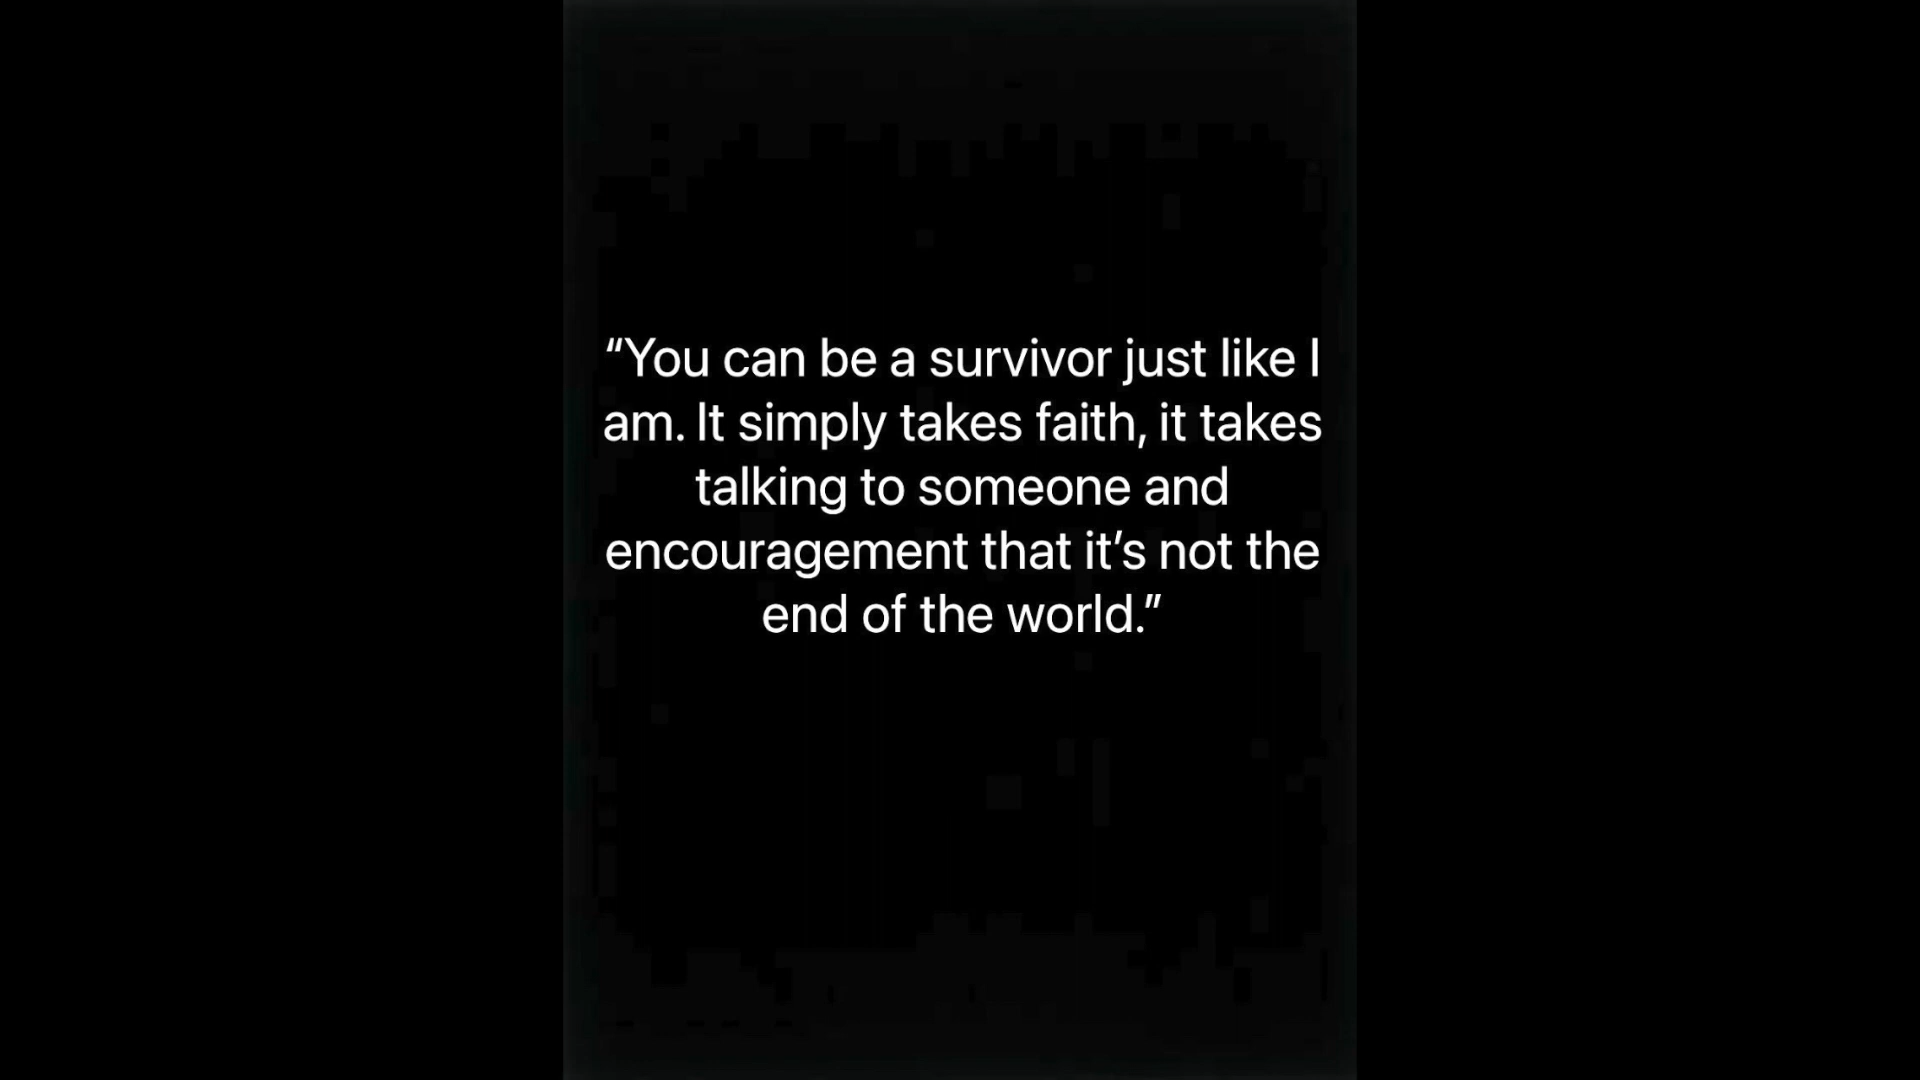 “You can be a survivor just like I
am. It simply takes faith, it takes
talking to someone and
encouragement that it’s not the
end of the world.”